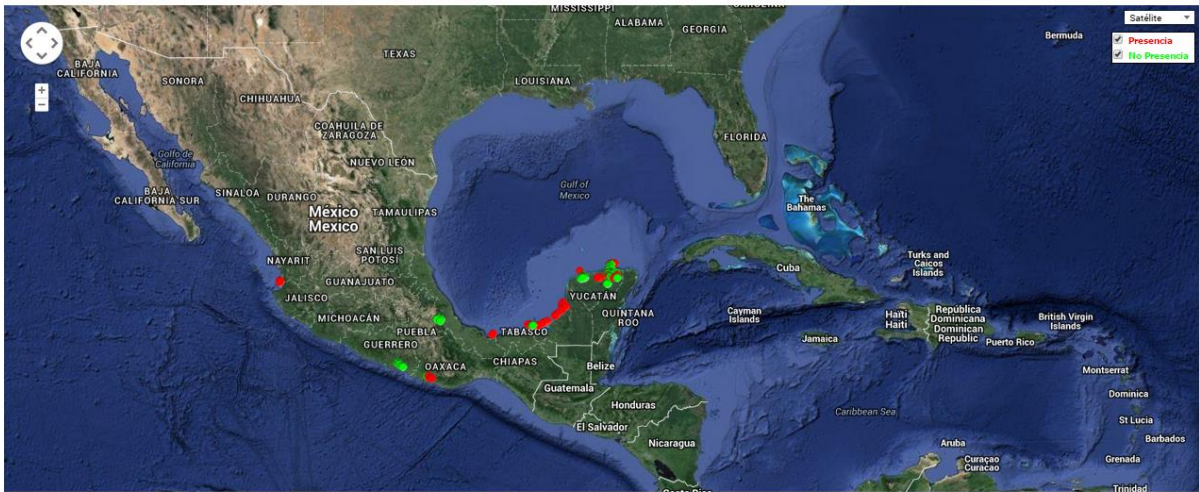 MISSISSIPPI
ALABAMA
GEORGIA
Bermuda
Satélite
Presencia
No Presencia
BAJA
CALIFORNIA
SONORA
TEXAS
LOUISIANA
CHIHUAHUA
COAHUILA DE
ZARAGOZA
FLORIDA
Golfo de
California
NUEVO LEÓN
BAJA
CALIFORNIA SUR
SINALOA
DURANGO
Gulf of
Mexico
México
Mexico
TAMAULIPAS
The
Bahamas
SAN LUIS
POTOSÍ
NAYARIT
Cuba
Turks and
Caicos
Islands
GUANAJUATO
JALISCO
YUCATÁN
MICHOACÁN
QUINTANA
ROO
Cayman
Islands
Haïti
Haiti
República
Dominicana
Dominican
Republic
British Virgin
Islands
PUEBLA
TABASCO
GUERRERO
Jamaica
Puerto Rico
OAXACA
CHIAPAS
Belize
Montserrat
Guatemala
Dominica
Honduras
Caribbean Sea
St Lucia
El Salvador
Nicaragua
Aruba
Barbados
Curaçao
Curacao
Grenada
Trinidad